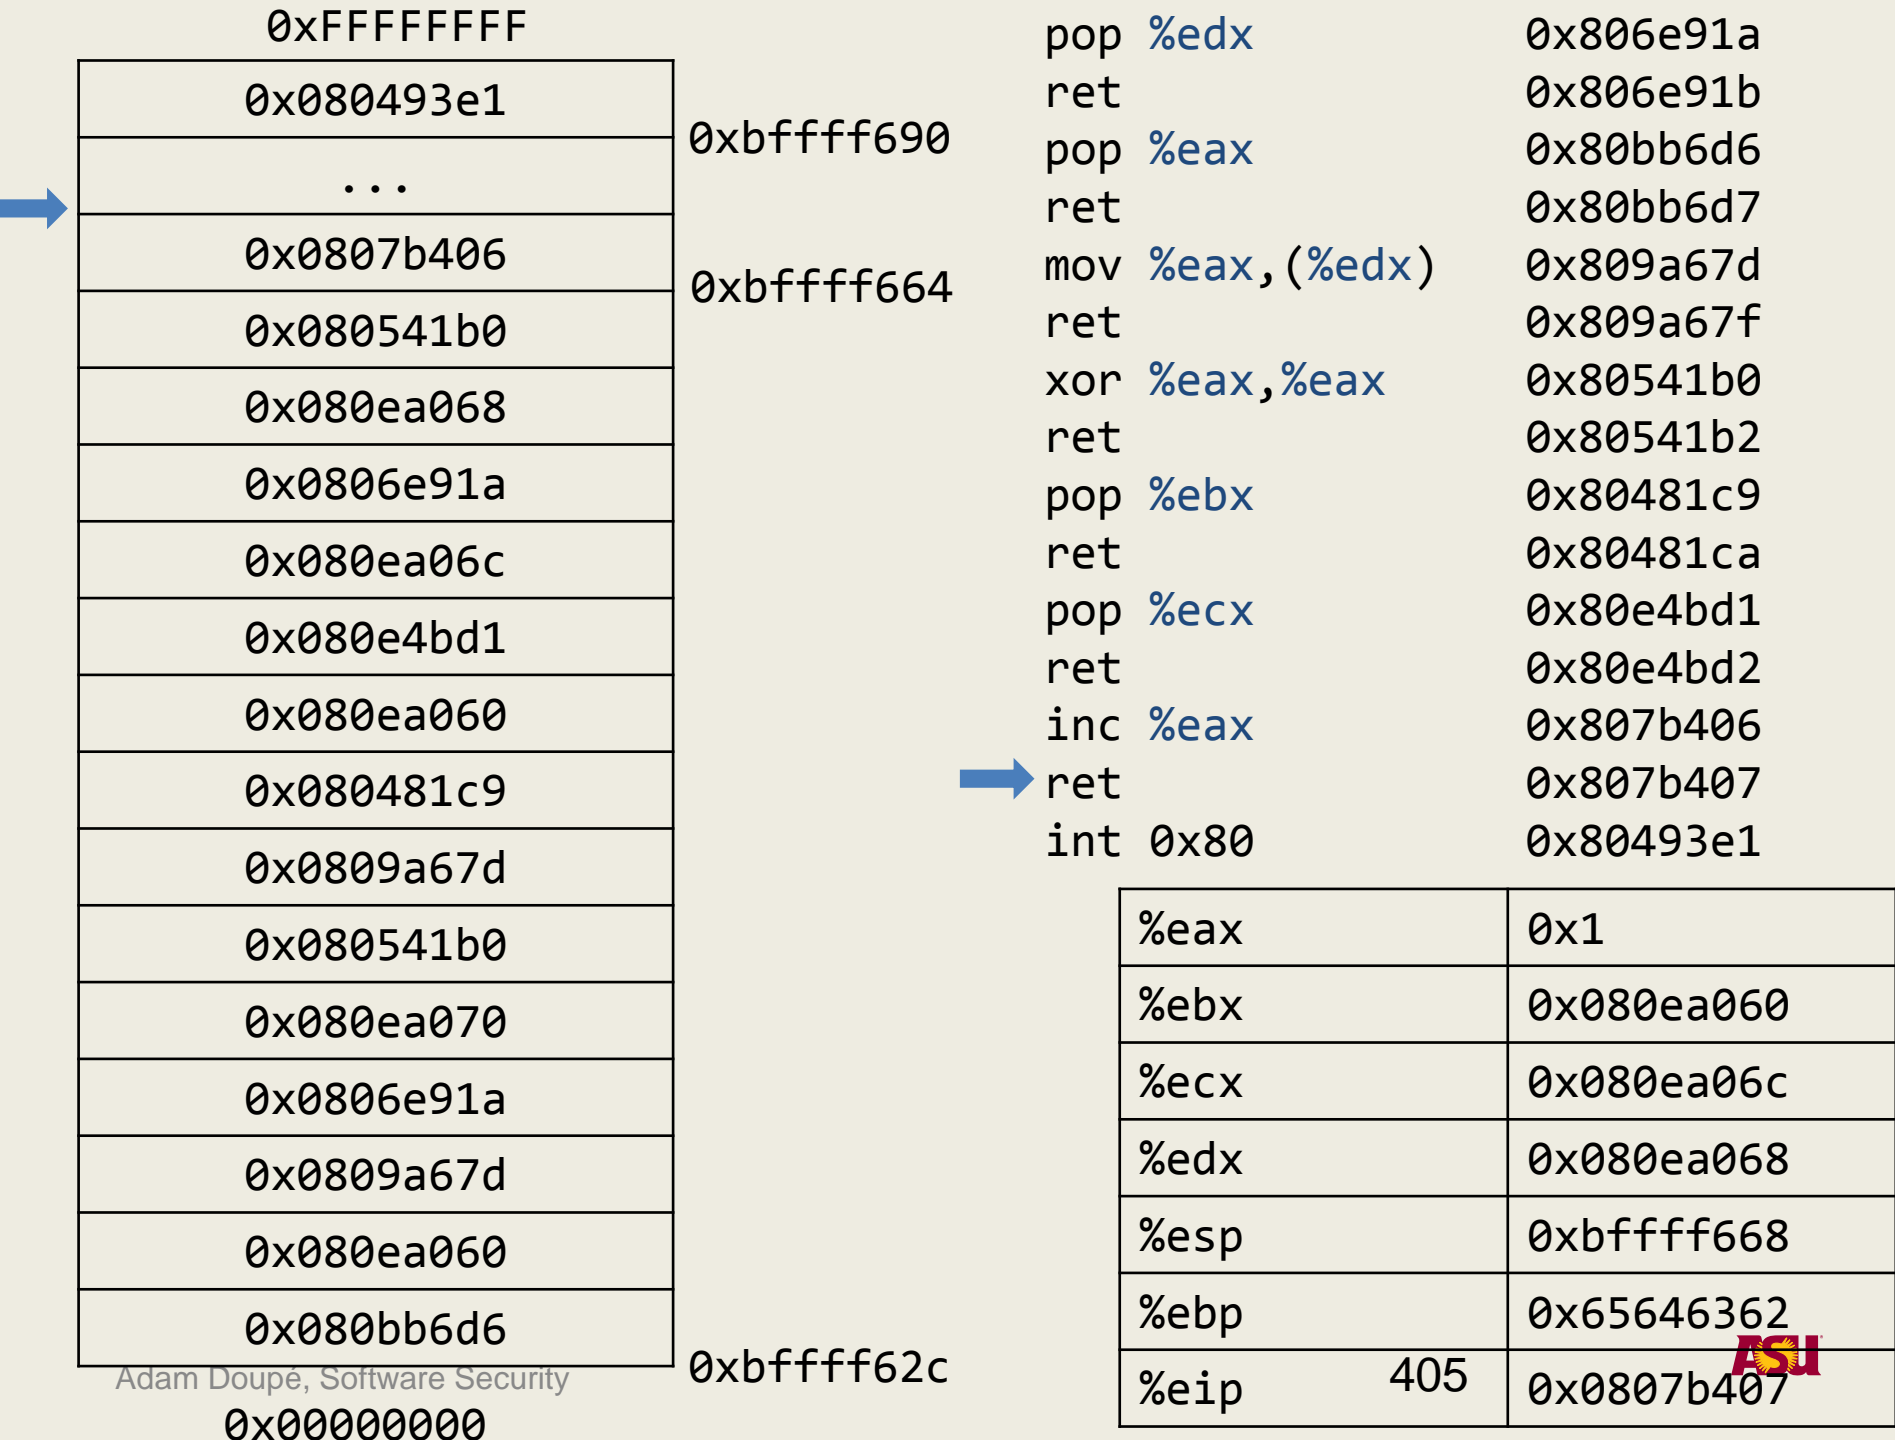 0xFFFFFFFF
0x080493e1
0xbffff690
...
0x0807b406
0xbffff664
0x080541b0
0x080ea068
0x0806e91a
0x080ea06c
0x080e4bd1
0x080ea060
0x080481c9
0x0809a67d
0x080541b0
0x080ea070
0x0806e91a
0x0809a67d
0x080ea060
0x080bb6d6
0xbffff62c
Adam Doupé, Software Security
0x00000000
pop %edx 0x806e91a
ret 0x806e91b
pop %eax 0x80bb6d6
ret 0x80bb6d7
mov %eax,(%edx) 0x809a67d
ret 0x809a67f
xor %eax,%eax 0x80541b0
ret 0x80541b2
pop %ebx 0x80481c9
ret 0x80481ca
pop %ecx 0x80e4bd1
ret 0x80e4bd2
inc %eax 0x807b406
ret 0x807b407
int 0x80 0x80493e1
%eax 0x1
%ebx 0x080ea060
%ecx 0x080ea06c
%edx 0x080ea068
%esp 0xbffff668
%ebp 0x65646362
%eip 0x0807b407
405
ASU